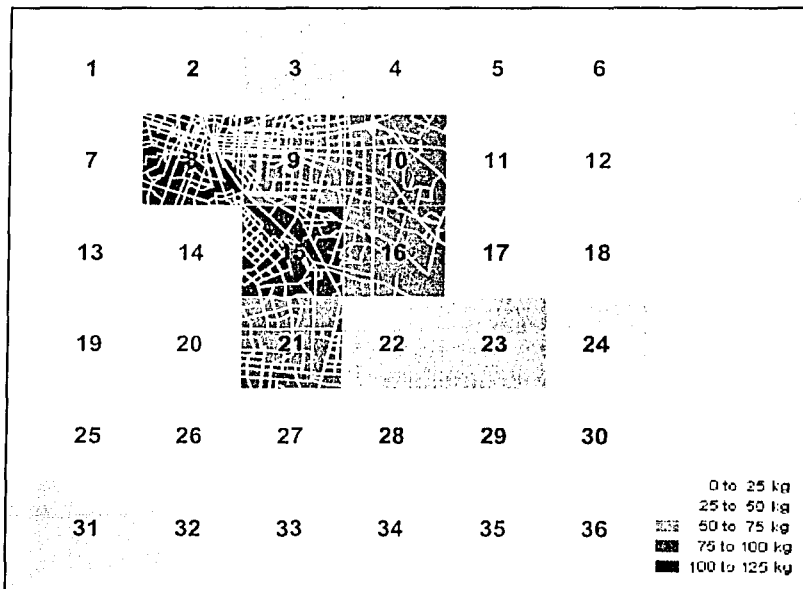 1 2 3 4 5 6
7 8 9 10 11 12
13 14 15 16 17 18
19 20 21 22 23 24
25 26 27 28 29 30
31 32 33 34 35 36
0 to 25 kg
25 to 50 kg
50 to 75 kg
75 to 100 kg
100 to 125 kg